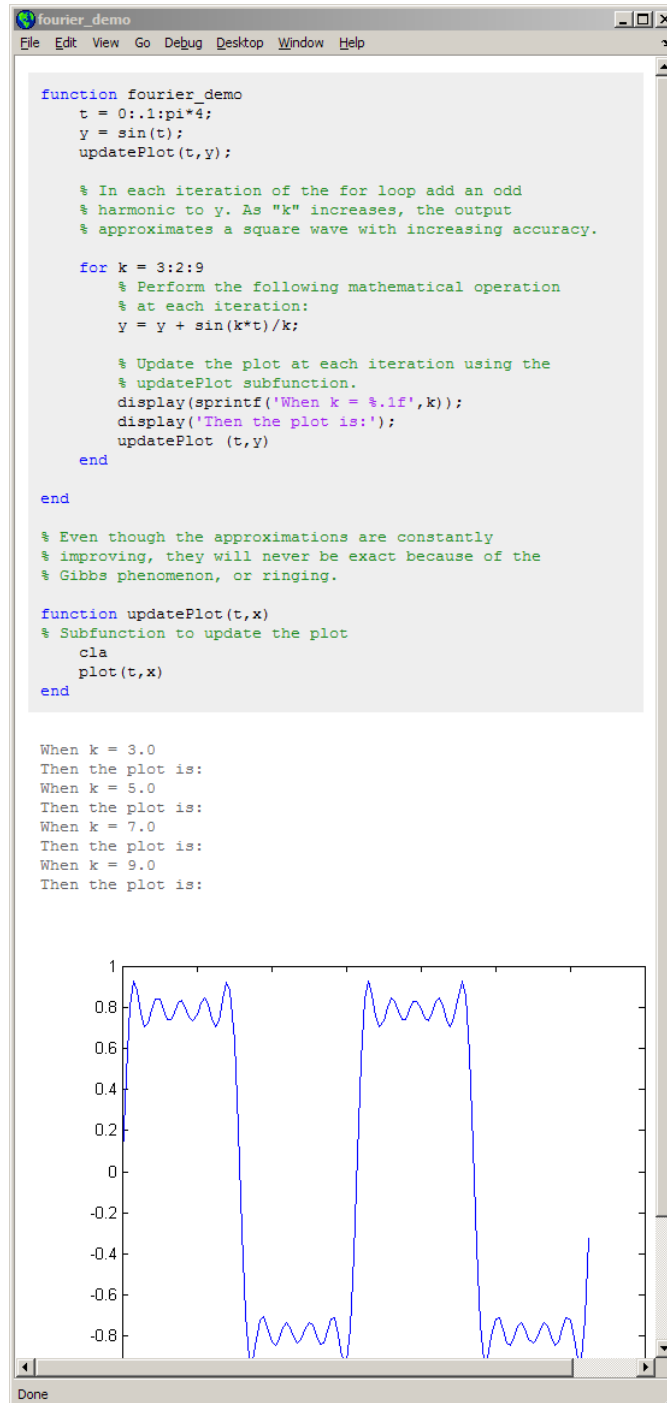 fourier_demo
File Edit View Go Debug Desktop Window Help
function fourier_demo
    t = 0:.1:pi*4;
    y = sin(t);
    updatePlot(t,y);

    % In each iteration of the for loop add an odd
    % harmonic to y. As "k" increases, the output
    % approximates a square wave with increasing accuracy.

    for k = 3:2:9
        % Perform the following mathematical operation
        % at each iteration:
        y = y + sin(k*t)/k;

        % Update the plot at each iteration using the
        % updatePlot subfunction.
        display(sprintf('When k = %.1f',k));
        display('Then the plot is:');
        updatePlot (t,y)
    end

end

% Even though the approximations are constantly
% improving, they will never be exact because of the
% Gibbs phenomenon, or ringing.

function updatePlot(t,x)
% Subfunction to update the plot
    cla
    plot(t,x)
end

When k = 3.0
Then the plot is:
When k = 5.0
Then the plot is:
When k = 7.0
Then the plot is:
When k = 9.0
Then the plot is:

1
0.8
0.6
0.4
0.2
0
-0.2
-0.4
-0.6
-0.8
Done